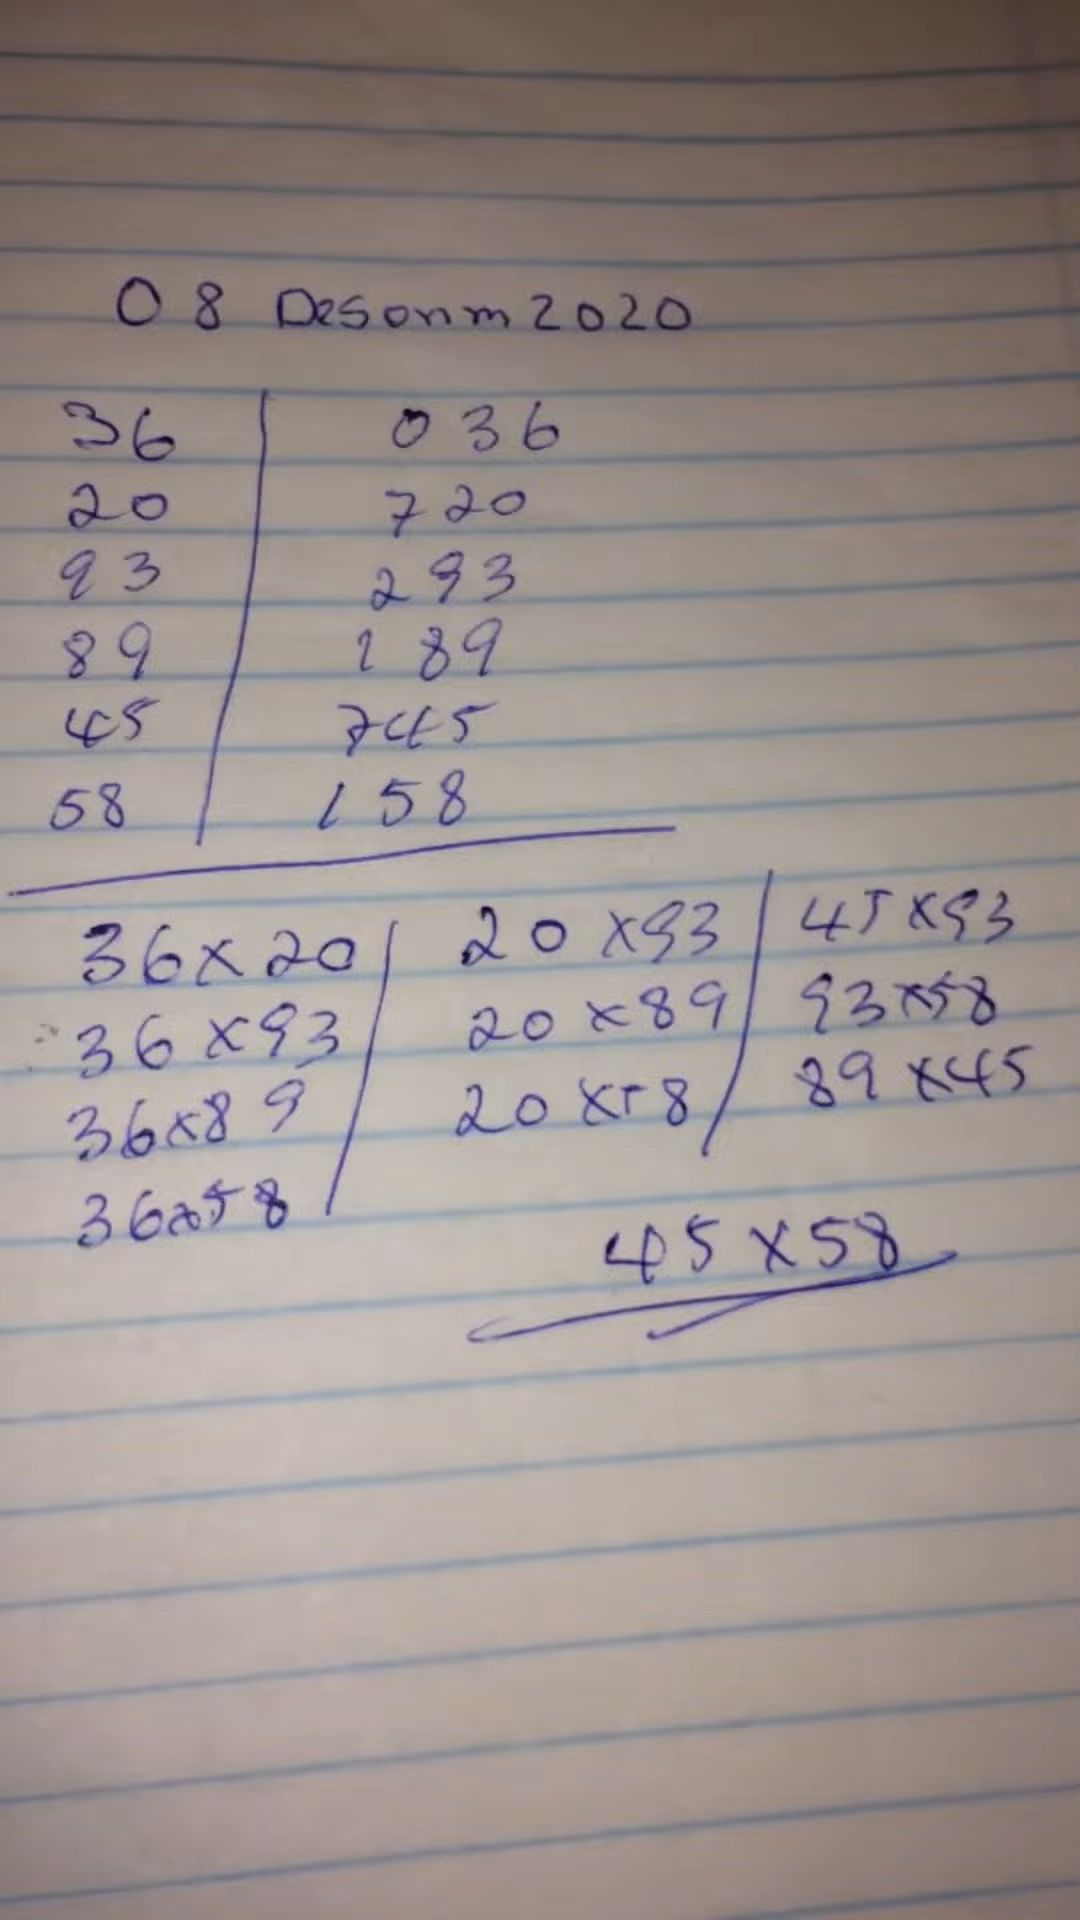 08 Desonm 2020
36 | 036
20 | 720
93 | 293
89 | 189
45 | 745
58 | 158
36x20 | 20x93 | 45x93
36x93 | 20x89 | 93x58
36x89 | 20x58 | 89x45
36x58
45x58